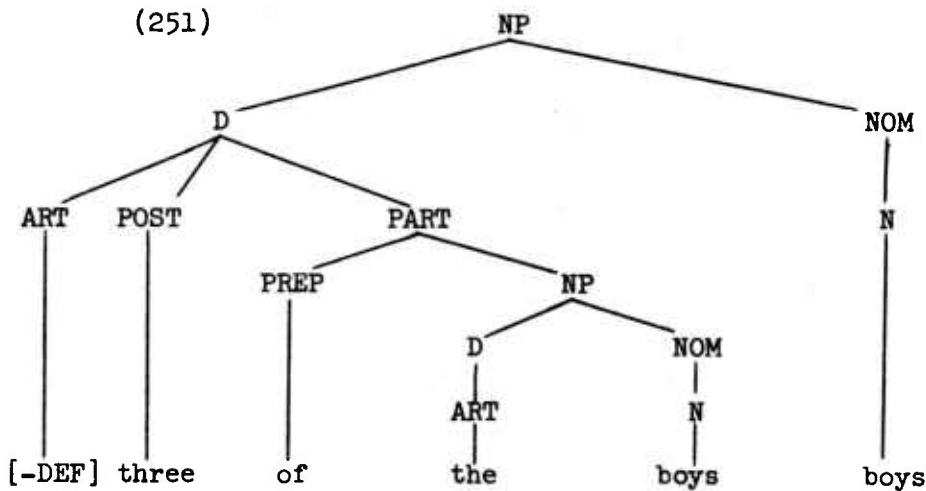 (251) NP
D NOM
ART POST PART N
PREP NP
D NOM
ART N
[-DEF] three of the boys boys